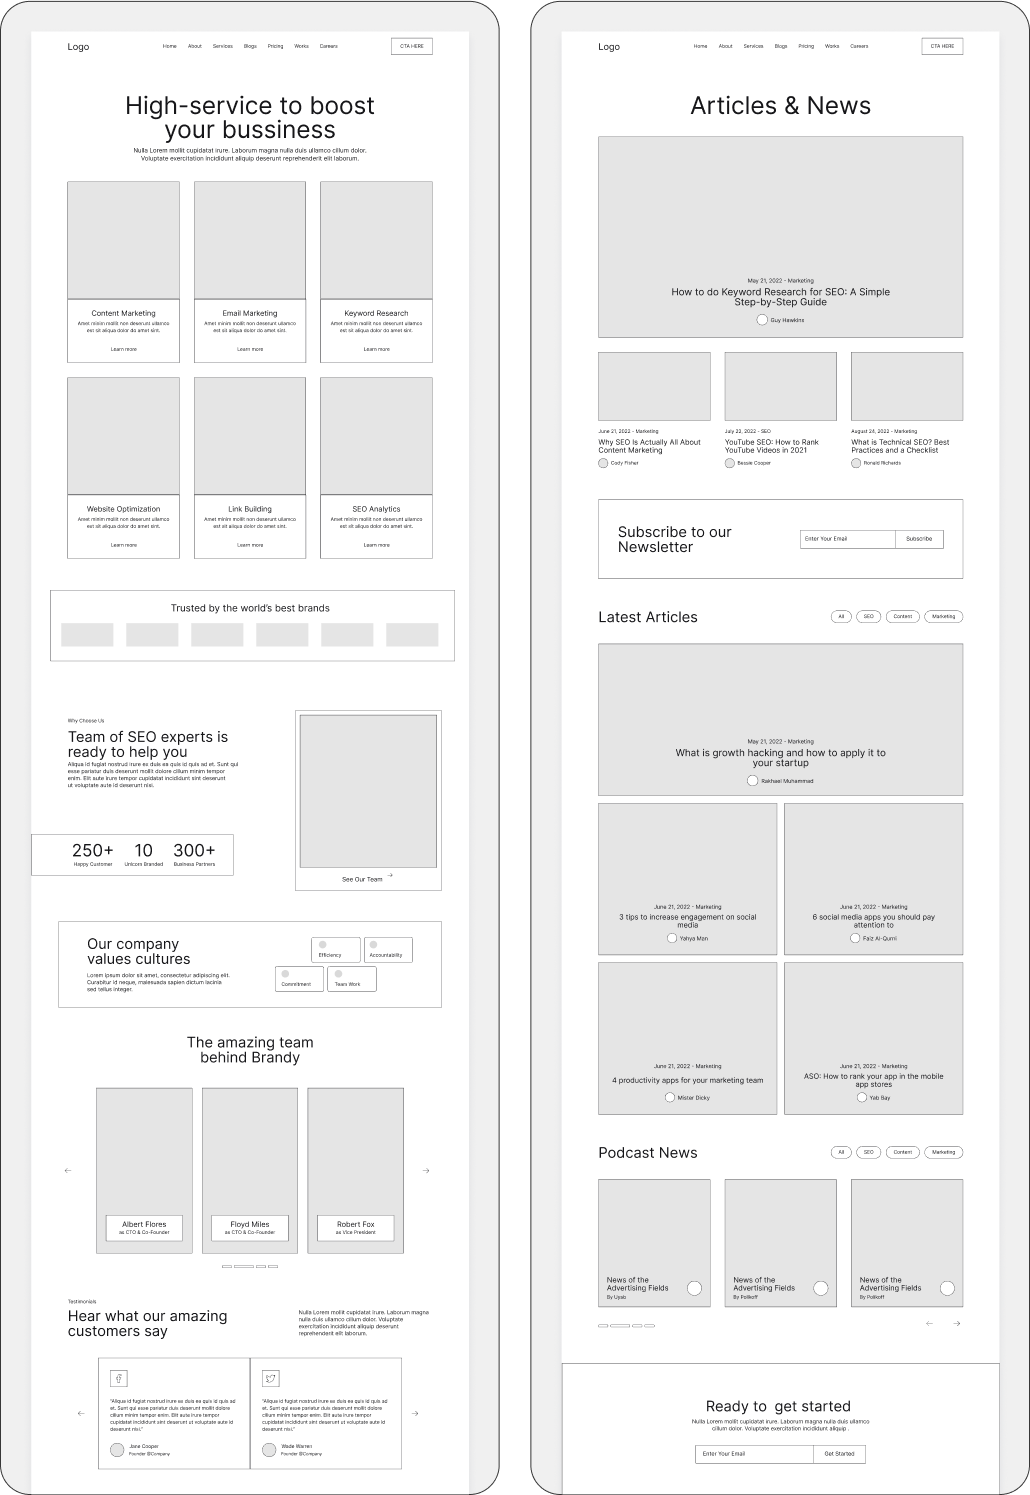 Logo
Home About Services Blogs Pricing Works Careers
CTA HERE
High-service to boost
your bussiness
Nulla Lorem mollit cupidatat irure. Laborum magna nulla duis ullamco cillum dolor.
Voluptate exercitation incididunt aliquip deserunt reprehenderit elit laborum.
Content Marketing
Amet minim mollit non deserunt ullamco
est sit aliqua dolor do amet sint.
Learn more
Email Marketing
Amet minim mollit non deserunt ullamco
est sit aliqua dolor do amet sint.
Learn more
Keyword Research
Amet minim mollit non deserunt ullamco
est sit aliqua dolor do amet sint.
Learn more
Website Optimization
Amet minim mollit non deserunt ullamco
est sit aliqua dolor do amet sint.
Learn more
Link Building
Amet minim mollit non deserunt ullamco
est sit aliqua dolor do amet sint.
Learn more
SEO Analytics
Amet minim mollit non deserunt ullamco
est sit aliqua dolor do amet sint.
Learn more
Trusted by the world's best brands
Why Choose Us
Team of SEO experts is
ready to help you
Aliqua id fugiat nostrud irure ex duis ea quis id quis ad et. Sunt qui
esse pariatur duis deserunt mollit dolore cillum minim tempor
enim. Elit aute irure tempor cupidatat incididunt sint deserunt
ut voluptate aute id deserunt nisi.
250+
Happy Customer
10
Unicorn Branded
300+
Business Partners
See Our Team →
Our company
values cultures
Lorem ipsum dolor sit amet, consectetur adipiscing elit.
Curabitur id neque, malesuada sapien dictum lacinia
sed tellus integer.
Efficiency
Accountability
Commitment
Team Work
The amazing team
behind Brandy
Albert Flores
as CTO & Co-Founder
Floyd Miles
as CTO & Co-Founder
Robert Fox
as Vice President
Testimonials
Hear what our amazing
customers say
Nulla Lorem mollit cupidatat irure. Laborum magna
nulla duis ullamco cillum dolor. Voluptate
exercitation incididunt aliquip deserunt
reprehenderit elit laborum.
"Aliqua id fugiat nostrud irure ex duis ea quis id quis ad
et. Sunt qui esse pariatur duis deserunt mollit dolore
cillum minim tempor enim. Elit aute irure tempor
cupidatat incididunt sint deserunt ut voluptate aute id
deserunt nisi."
Jane Cooper
Founder @Company
"Aliqua id fugiat nostrud irure ex duis ea quis id quis ad
et. Sunt qui esse pariatur duis deserunt mollit dolore
cillum minim tempor enim. Elit aute irure tempor
cupidatat incididunt sint deserunt ut voluptate aute id
deserunt nisi."
Wade Warren
Founder @Company
Logo
Home About Services Blogs Pricing Works Careers
CTA HERE
Articles & News
May 21, 2022 - Marketing
How to do Keyword Research for SEO: A Simple
Step-by-Step Guide
Guy Hawkins
June 21, 2022 - Marketing
Why SEO Is Actually All About
Content Marketing
Cody Fisher
July 22, 2022 - SEO
YouTube SEO: How to Rank
YouTube Videos in 2021
Bessie Cooper
August 24, 2022 - Marketing
What is Technical SEO? Best
Practices and a Checklist
Ronald Richards
Subscribe to our
Newsletter
Enter Your Email
Subscribe
Latest Articles
All SEO Content Marketing
May 21, 2022 - Marketing
What is growth hacking and how to apply it to
your startup
Rakhael Muhammad
June 21, 2022 - Marketing
3 tips to increase engagement on social
media
Yahya Man
June 21, 2022 - Marketing
6 social media apps you should pay
attention to
Faiz Al-Qurni
June 21, 2022 - Marketing
4 productivity apps for your marketing team
Mister Dicky
June 21, 2022 - Marketing
ASO: How to rank your app in the mobile
app stores
Yab Say
Podcast News
All SEO Content Marketing
News of the
Advertising Fields
By Uyab
News of the
Advertising Fields
By Polikoff
News of the
Advertising Fields
By Polikoff
Ready to get started
Nulla Lorem mollit cupidatat irure. Laborum magna nulla duis ullamco
cillum dolor. Voluptate exercitation incididunt aliquip .
Enter Your Email
Get Started